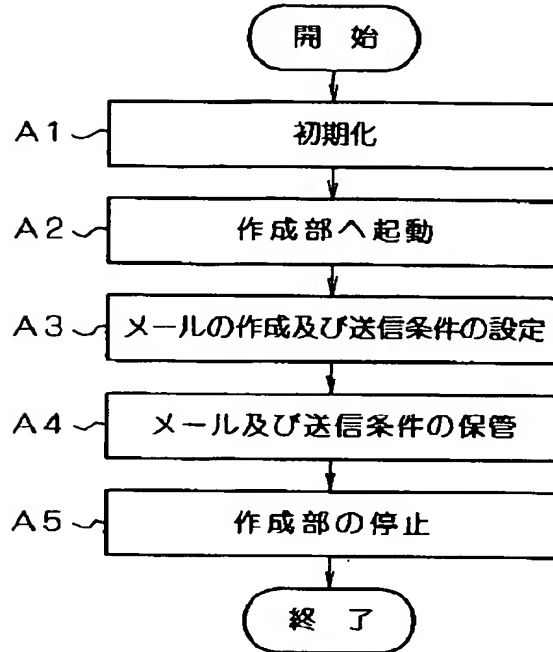 開 始
A1 初期化
A2 作成部へ起動
A3 メールの作成及び送信条件の設定
A4 メール及び送信条件の保管
A5 作成部の停止
終 了